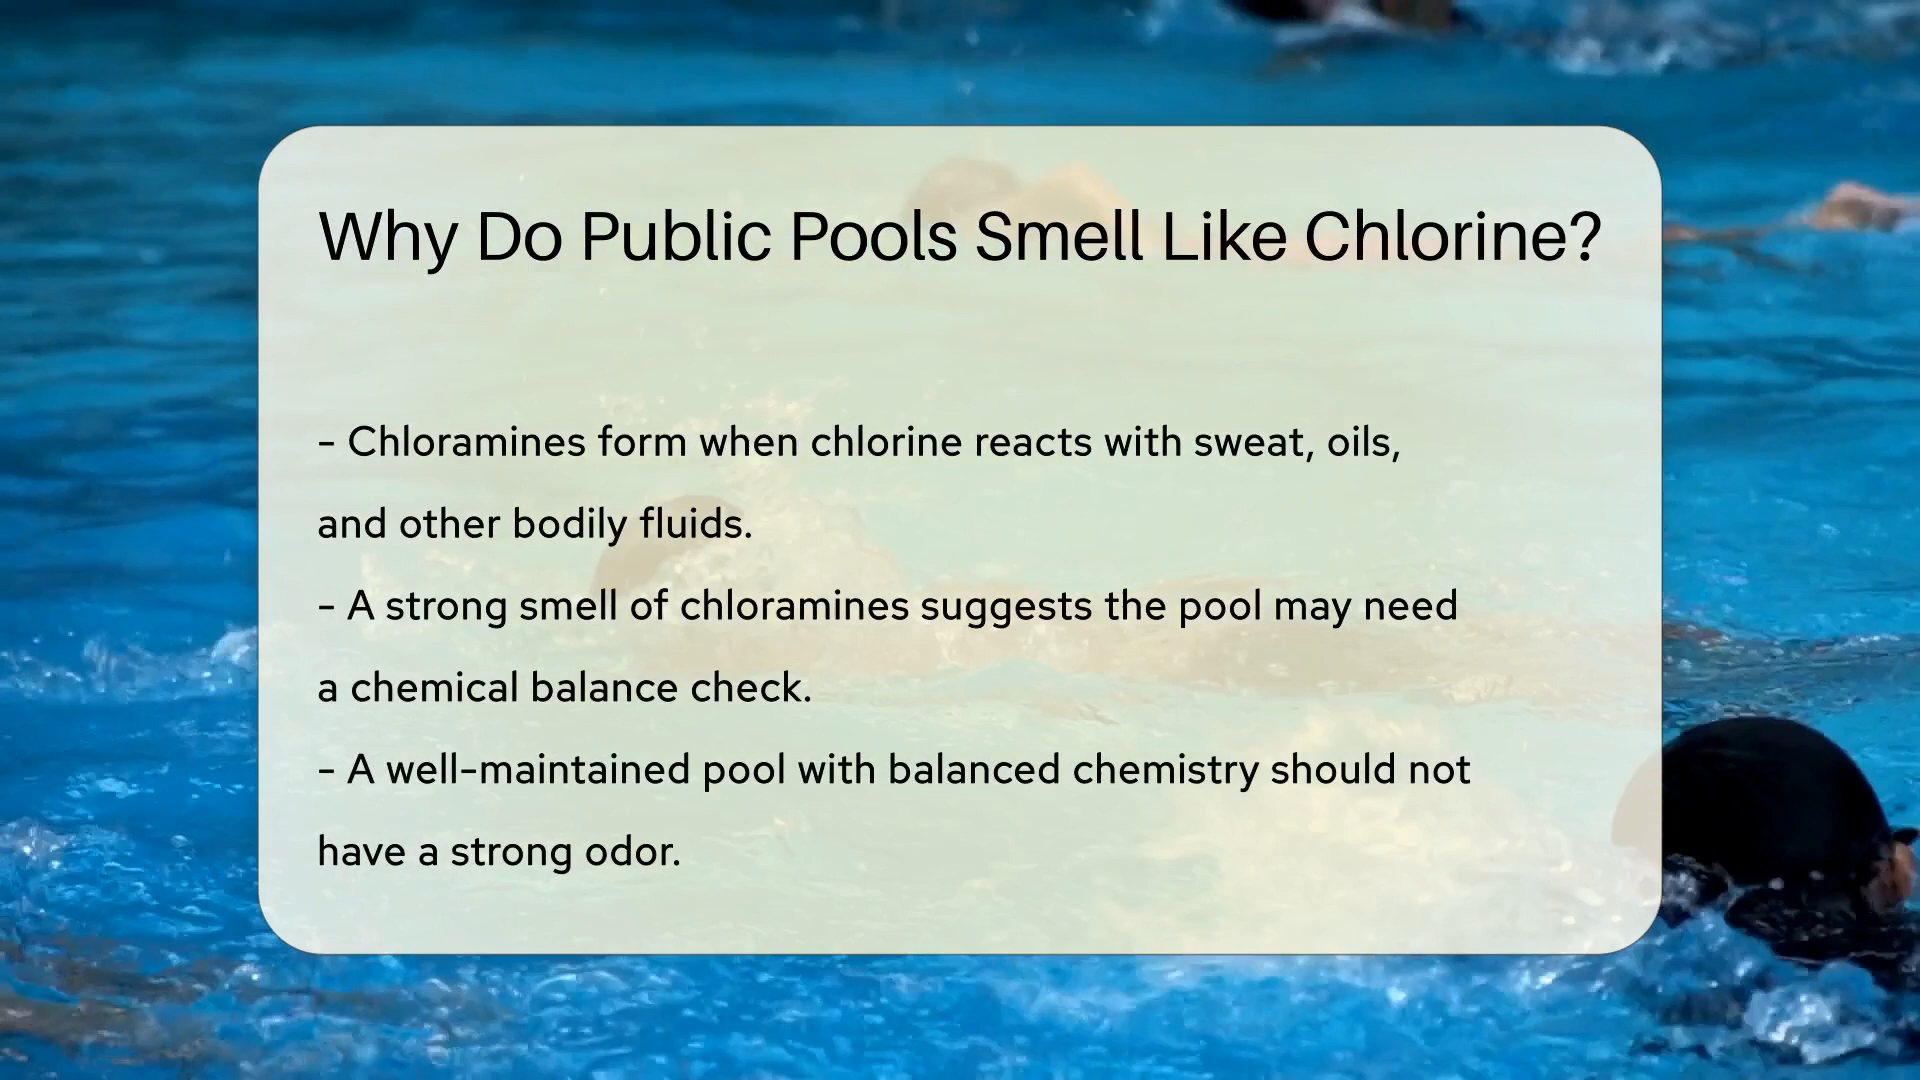 Why Do Public Pools Smell Like Chlorine?
- Chloramines form when chlorine reacts with sweat, oils,
and other bodily fluids.
- A strong smell of chloramines suggests the pool may need
a chemical balance check.
- A well-maintained pool with balanced chemistry should not
have a strong odor.